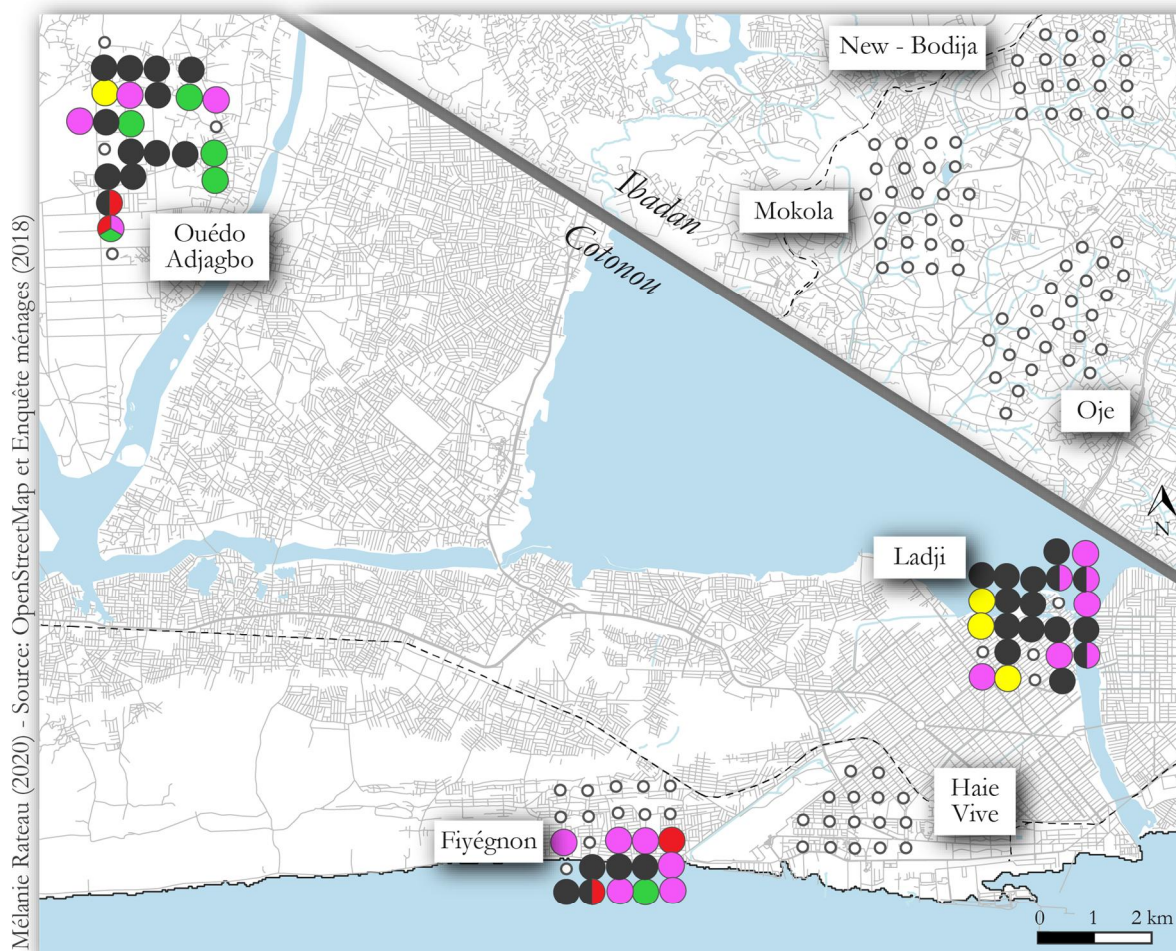 New - Bodija
Mokola
Ibadan
Cotonou
Ouédo
Adjagbo
Oje
N
Ladji
Haie
Vive
Fiyégnon
0 1 2 km
Mélanie Rateau (2020) - Source: OpenStreetMap et Enquête ménages (2018)